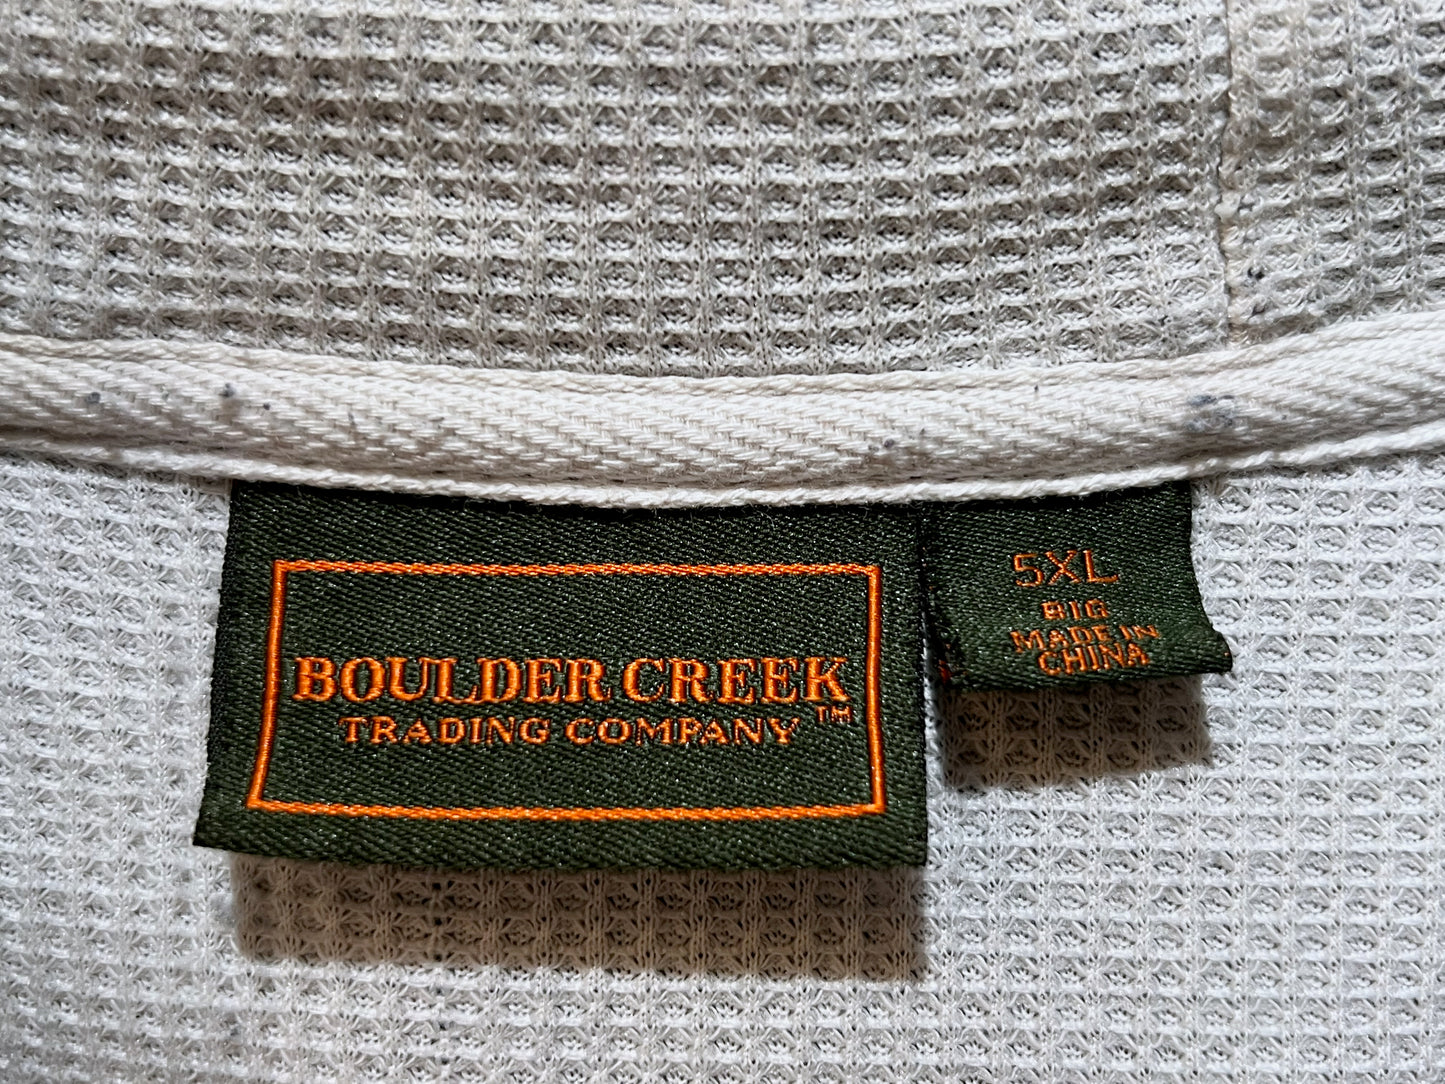 BOULDER CREEK
TRADING COMPANY™
5XL
BIG
MADE IN
CHINA